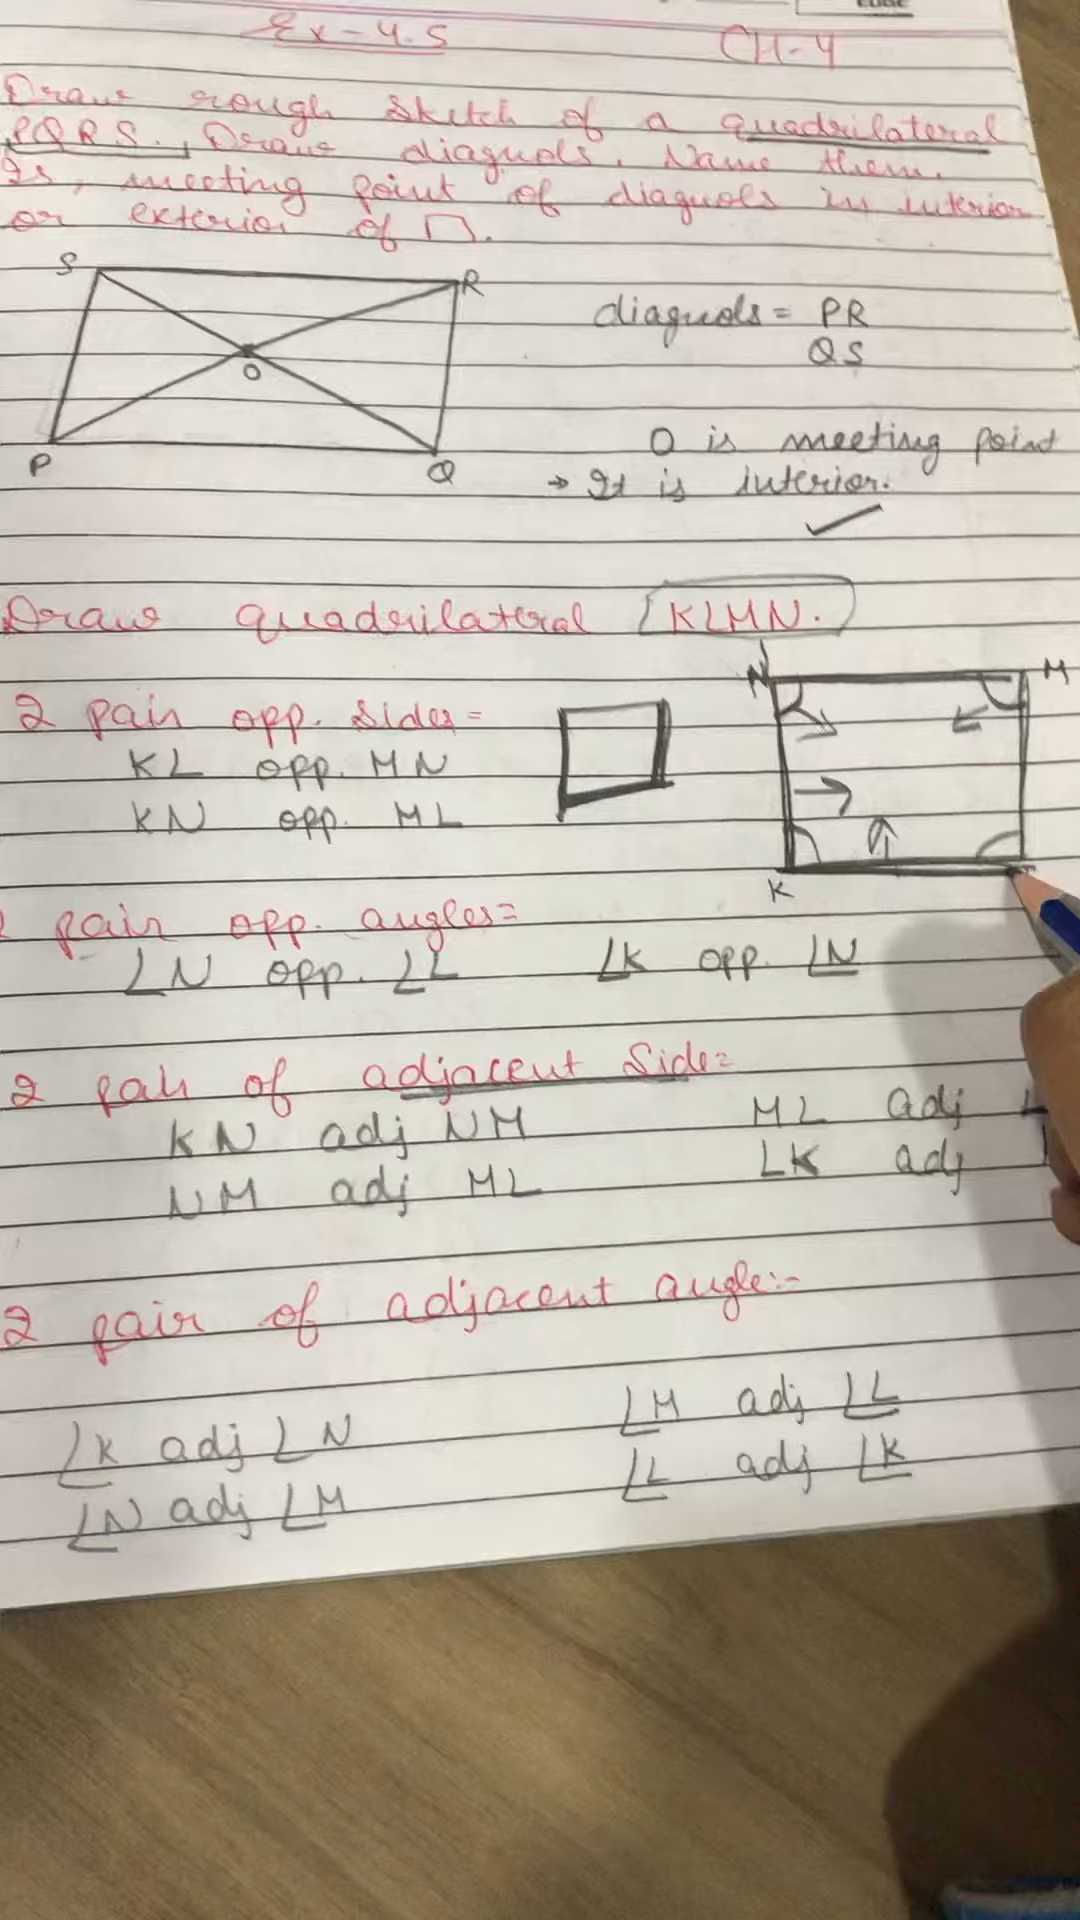 Ex-4.5 CH-4
Draw rough sketch of a quadrilateral
PQRS. Draw diaguols. Name them.
Is, meeting point of diaguols in interior
or exterior of
S
R
O
P
Q
diaguols = PR
QS
O is meeting point
→ It is interior.
Draw quadrilateral KLMN.
N
M
K
2 pair opp. sides =
KL opp. MN
KN opp. ML
pair opp. angles =
∠N opp. ∠L ∠K opp. ∠N
2 pair of adjacent side =
KN adj NM ML adj
NM adj ML LK adj
2 pair of adjacent angle:-
∠K adj ∠N ∠M adj ∠L
∠N adj ∠M ∠L adj ∠K